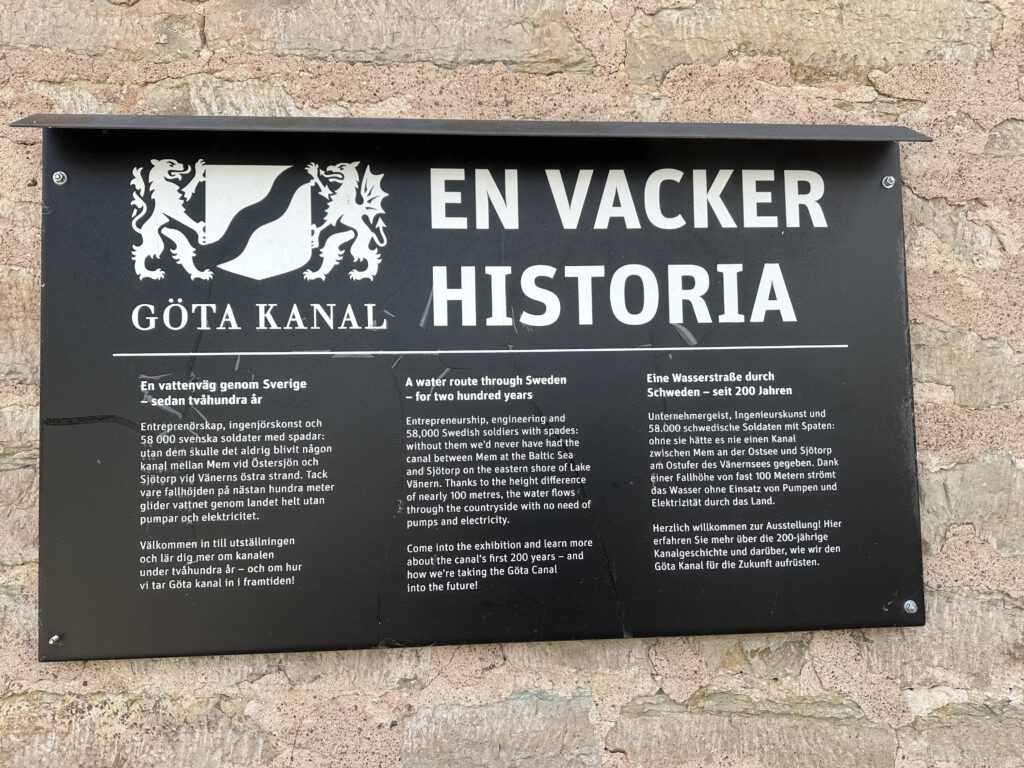 GÖTA KANAL
EN VACKER
HISTORIA
En vattenväg genom Sverige
– sedan tvåhundra år
Entreprenörskap, ingenjörskonst och
58 000 svenska soldater med spadar:
utan dem skulle det aldrig blivit någon
kanal mellan Mem vid Östersjön och
Sjötorp vid Vänerns östra strand. Tack
vare fallhöjden på nästan hundra meter
glider vattnet genom landet helt utan
pumpar och elektricitet.
Välkommen in till utställningen
och lär dig mer om kanalen
under tvåhundra år – och om hur
vi tar Göta kanal in i framtiden!
A water route through Sweden
– for two hundred years
Entrepreneurship, engineering and
58,000 Swedish soldiers with spades:
without them we'd never have had the
canal between Mem at the Baltic Sea
and Sjötorp on the eastern shore of Lake
Vänern. Thanks to the height difference
of nearly 100 metres, the water flows
through the countryside with no need of
pumps and electricity.
Come into the exhibition and learn more
about the canal's first 200 years – and
how we're taking the Göta Canal
into the future!
Eine Wasserstraße durch
Schweden – seit 200 Jahren
Unternehmergeist, Ingenieurskunst und
58.000 schwedische Soldaten mit Spaten:
ohne sie hätte es nie einen Kanal
zwischen Mem an der Ostsee und Sjötorp
am Ostufer des Vänernsees gegeben. Dank
einer Fallhöhe von fast 100 Metern strömt
das Wasser ohne Einsatz von Pumpen und
Elektrizität durch das Land.
Herzlich willkommen zur Ausstellung! Hier
erfahren Sie mehr über die 200-jährige
Kanalgeschichte und darüber, wie wir den
Göta Kanal für die Zukunft aufrüsten.